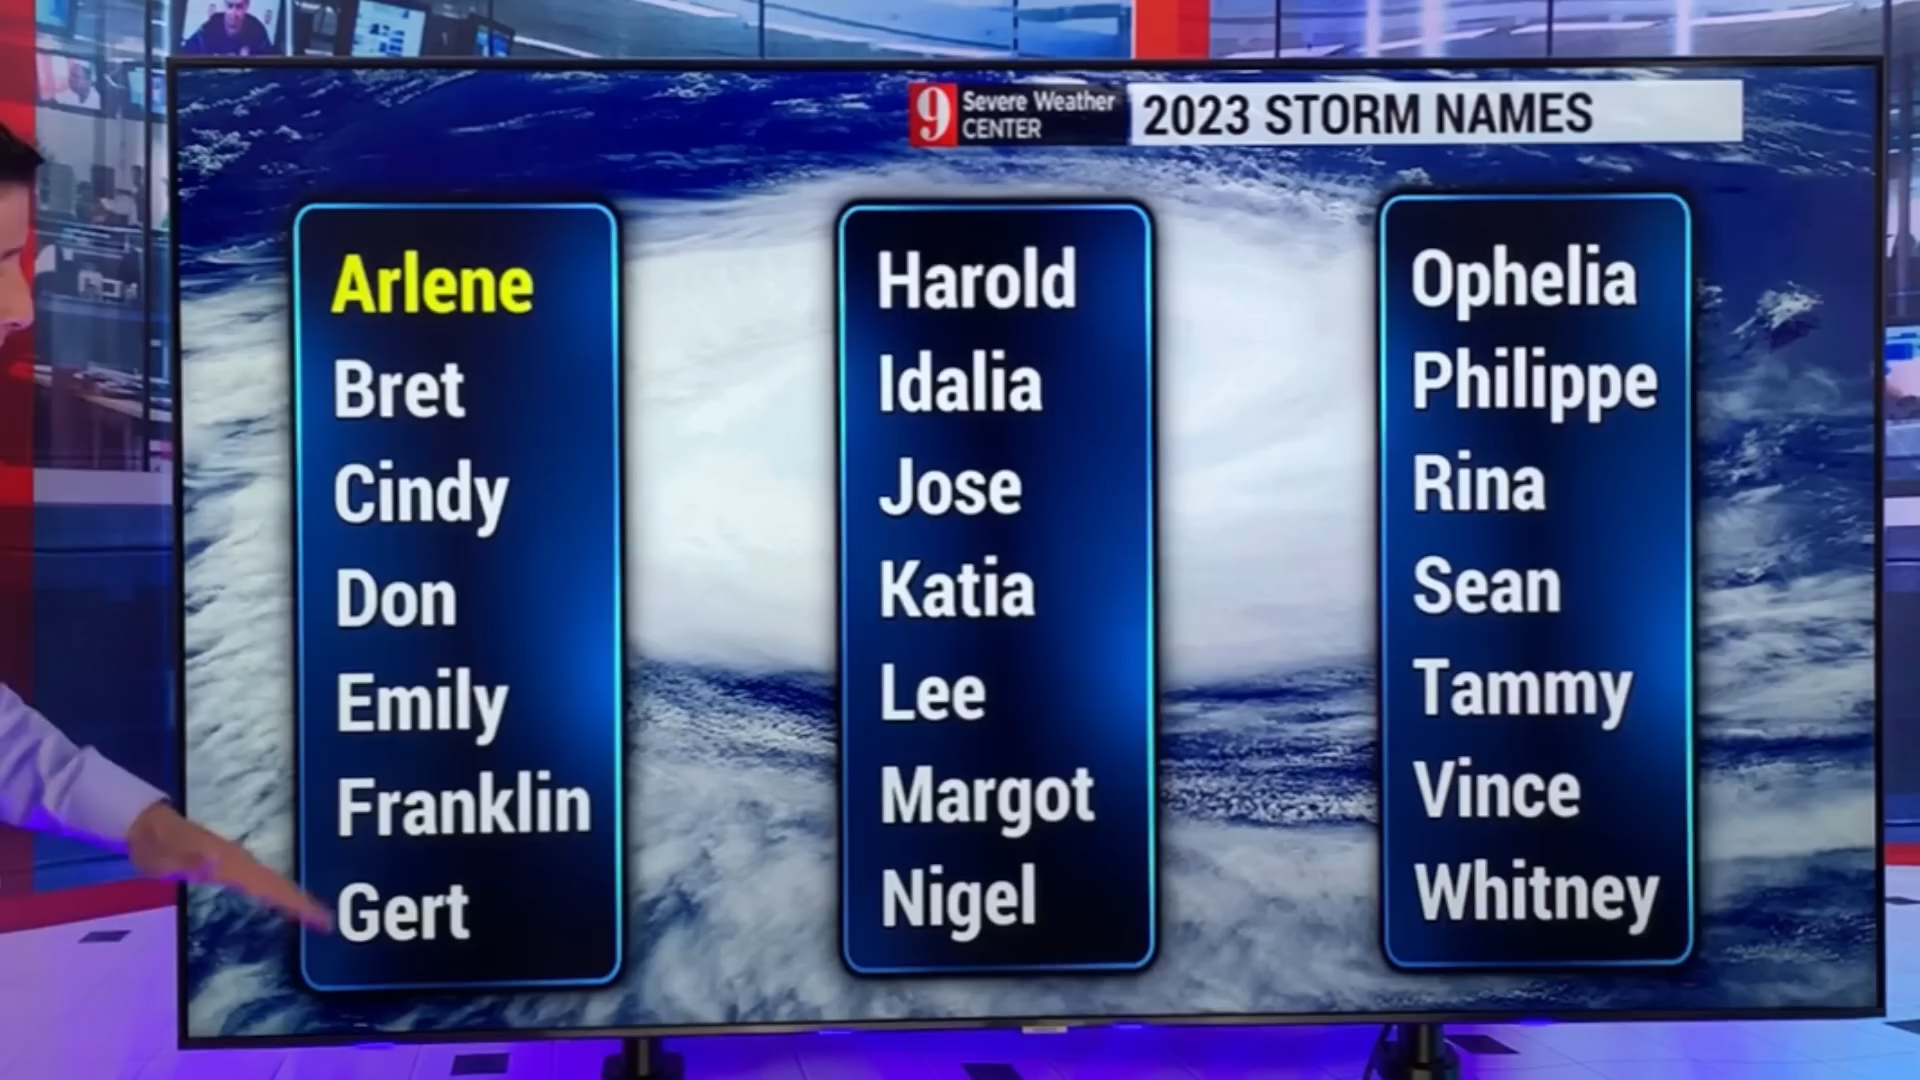 9 Severe Weather CENTER 2023 STORM NAMES
Arlene
Bret
Cindy
Don
Emily
Franklin
Gert
Harold
Idalia
Jose
Katia
Lee
Margot
Nigel
Ophelia
Philippe
Rina
Sean
Tammy
Vince
Whitney